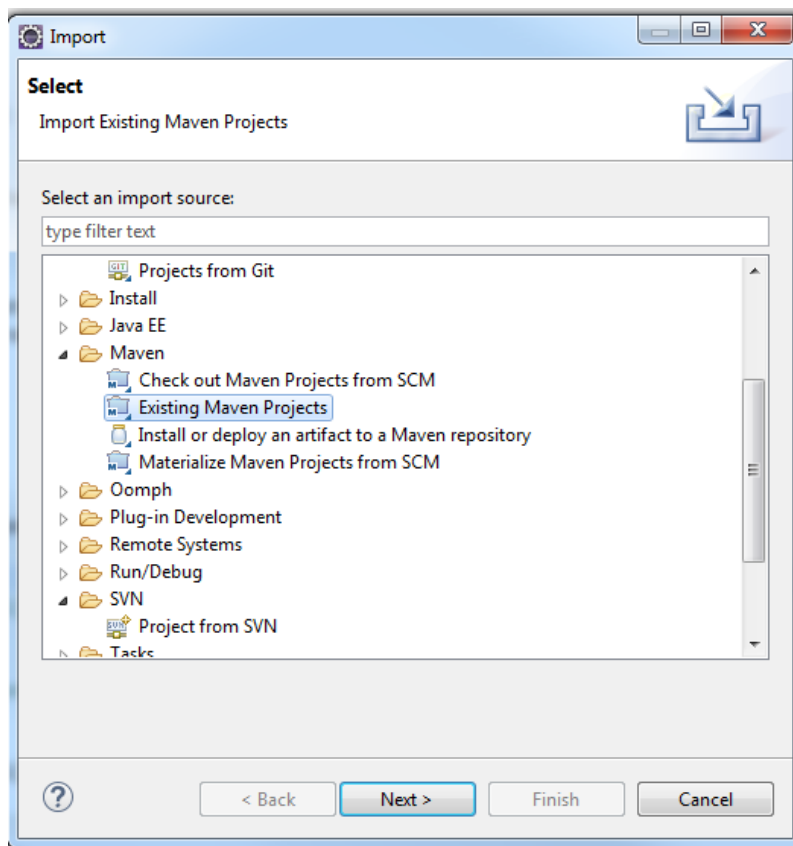 Import
Select
Import Existing Maven Projects
Select an import source:
type filter text
GIT
Projects from Git
Install
Java EE
Maven
M
Check out Maven Projects from SCM
M
Existing Maven Projects
Install or deploy an artifact to a Maven repository
M
Materialize Maven Projects from SCM
Oomph
Plug-in Development
Remote Systems
Run/Debug
SVN
SVN
Project from SVN
Tasks
?
< Back
Next >
Finish
Cancel